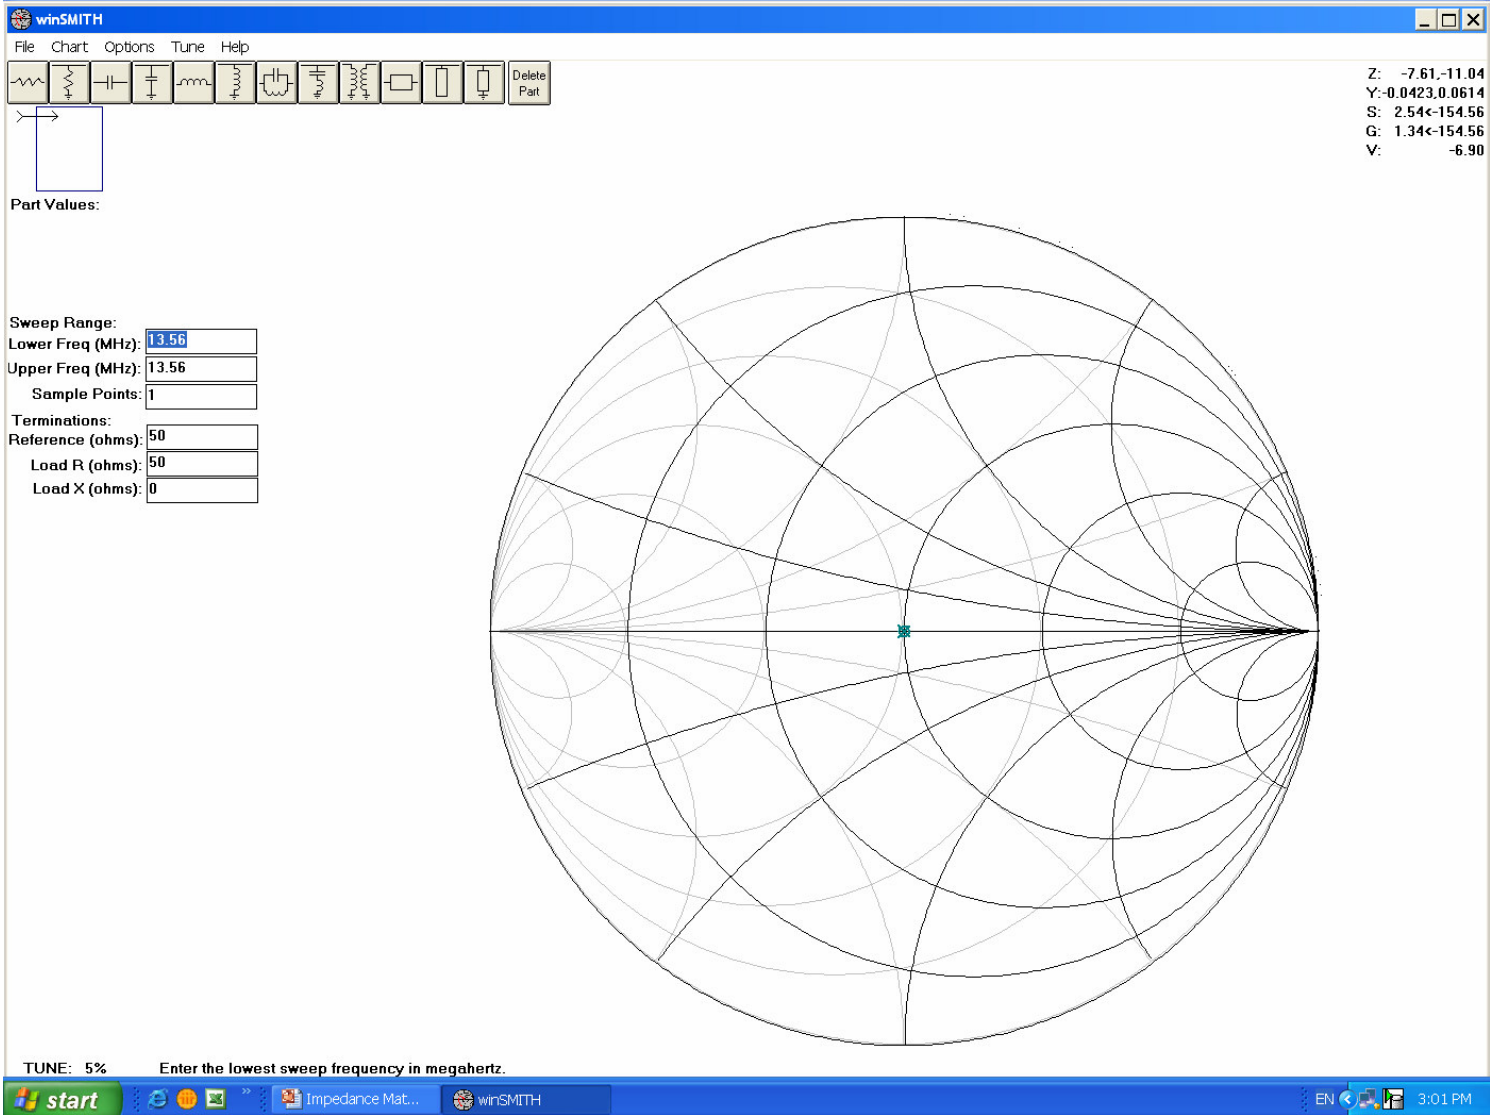 winSMITH
File Chart Options Tune Help
Delete
Part
Z: -7.61,-11.04
Y:-0.0423,0.0614
S: 2.54<-154.56
G: 1.34<-154.56
V: -6.90
Part Values:
Sweep Range:
Lower Freq (MHz): 13.56
Upper Freq (MHz): 13.56
Sample Points: 1
Terminations:
Reference (ohms): 50
Load R (ohms): 50
Load X (ohms): 0
TUNE: 5% Enter the lowest sweep frequency in megahertz.
start » Impedance Mat... winSMITH EN 3:01 PM